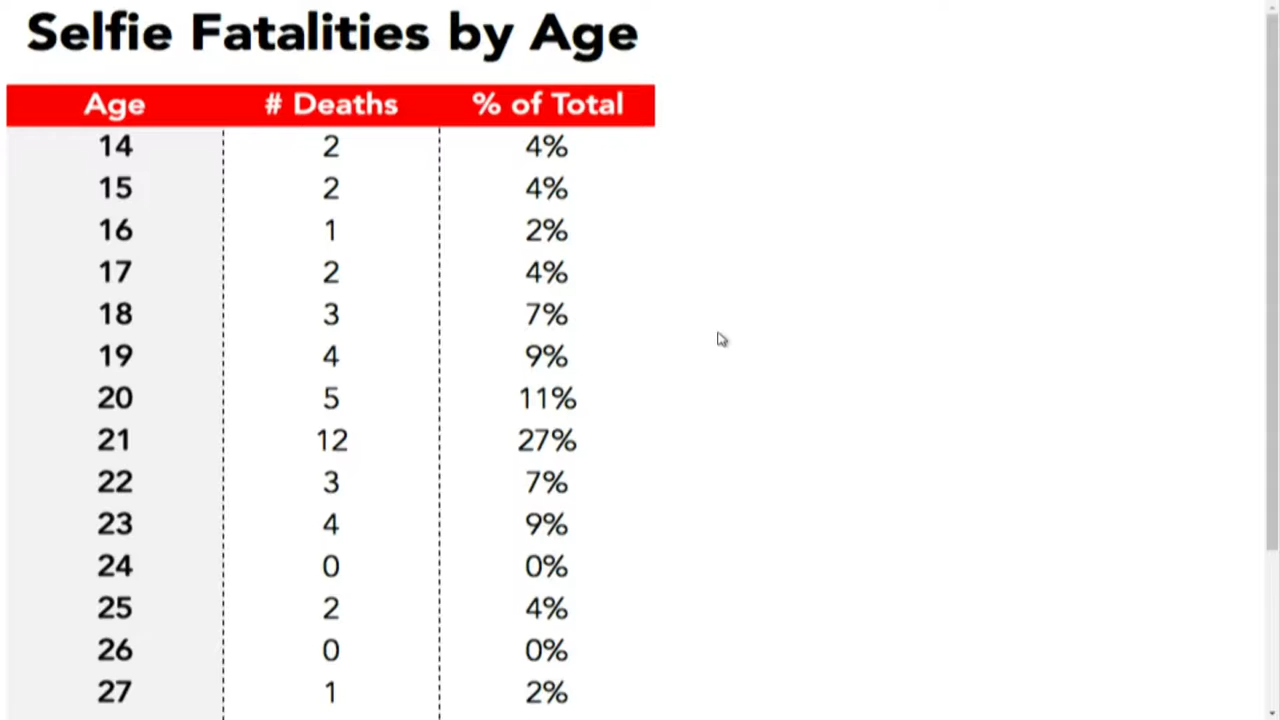 Selfie Fatalities by Age
Age # Deaths % of Total
14 2 4%
15 2 4%
16 1 2%
17 2 4%
18 3 7%
19 4 9%
20 5 11%
21 12 27%
22 3 7%
23 4 9%
24 0 0%
25 2 4%
26 0 0%
27 1 2%